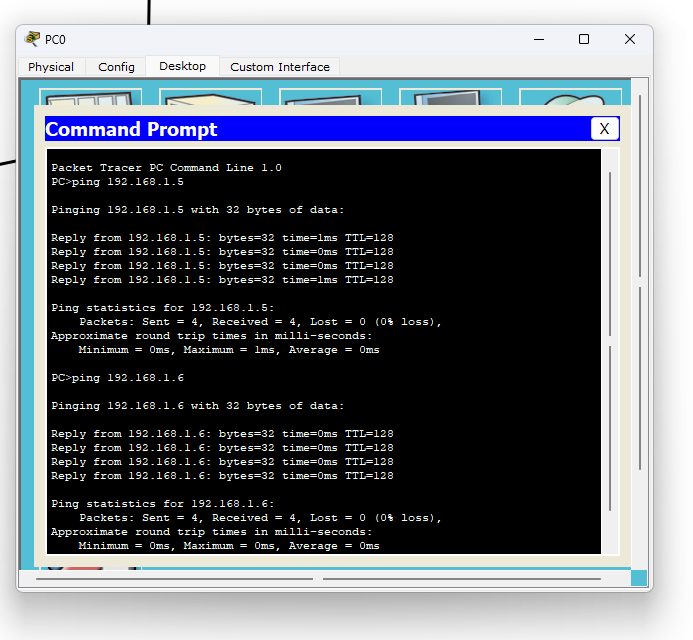 PC0
Physical Config Desktop Custom Interface
Command Prompt X
Packet Tracer PC Command Line 1.0
PC>ping 192.168.1.5
Pinging 192.168.1.5 with 32 bytes of data:
Reply from 192.168.1.5: bytes=32 time=1ms TTL=128
Reply from 192.168.1.5: bytes=32 time=0ms TTL=128
Reply from 192.168.1.5: bytes=32 time=0ms TTL=128
Reply from 192.168.1.5: bytes=32 time=1ms TTL=128
Ping statistics for 192.168.1.5:
Packets: Sent = 4, Received = 4, Lost = 0 (0% loss),
Approximate round trip times in milli-seconds:
Minimum = 0ms, Maximum = 1ms, Average = 0ms
PC>ping 192.168.1.6
Pinging 192.168.1.6 with 32 bytes of data:
Reply from 192.168.1.6: bytes=32 time=0ms TTL=128
Reply from 192.168.1.6: bytes=32 time=0ms TTL=128
Reply from 192.168.1.6: bytes=32 time=0ms TTL=128
Reply from 192.168.1.6: bytes=32 time=0ms TTL=128
Ping statistics for 192.168.1.6:
Packets: Sent = 4, Received = 4, Lost = 0 (0% loss),
Approximate round trip times in milli-seconds:
Minimum = 0ms, Maximum = 0ms, Average = 0ms